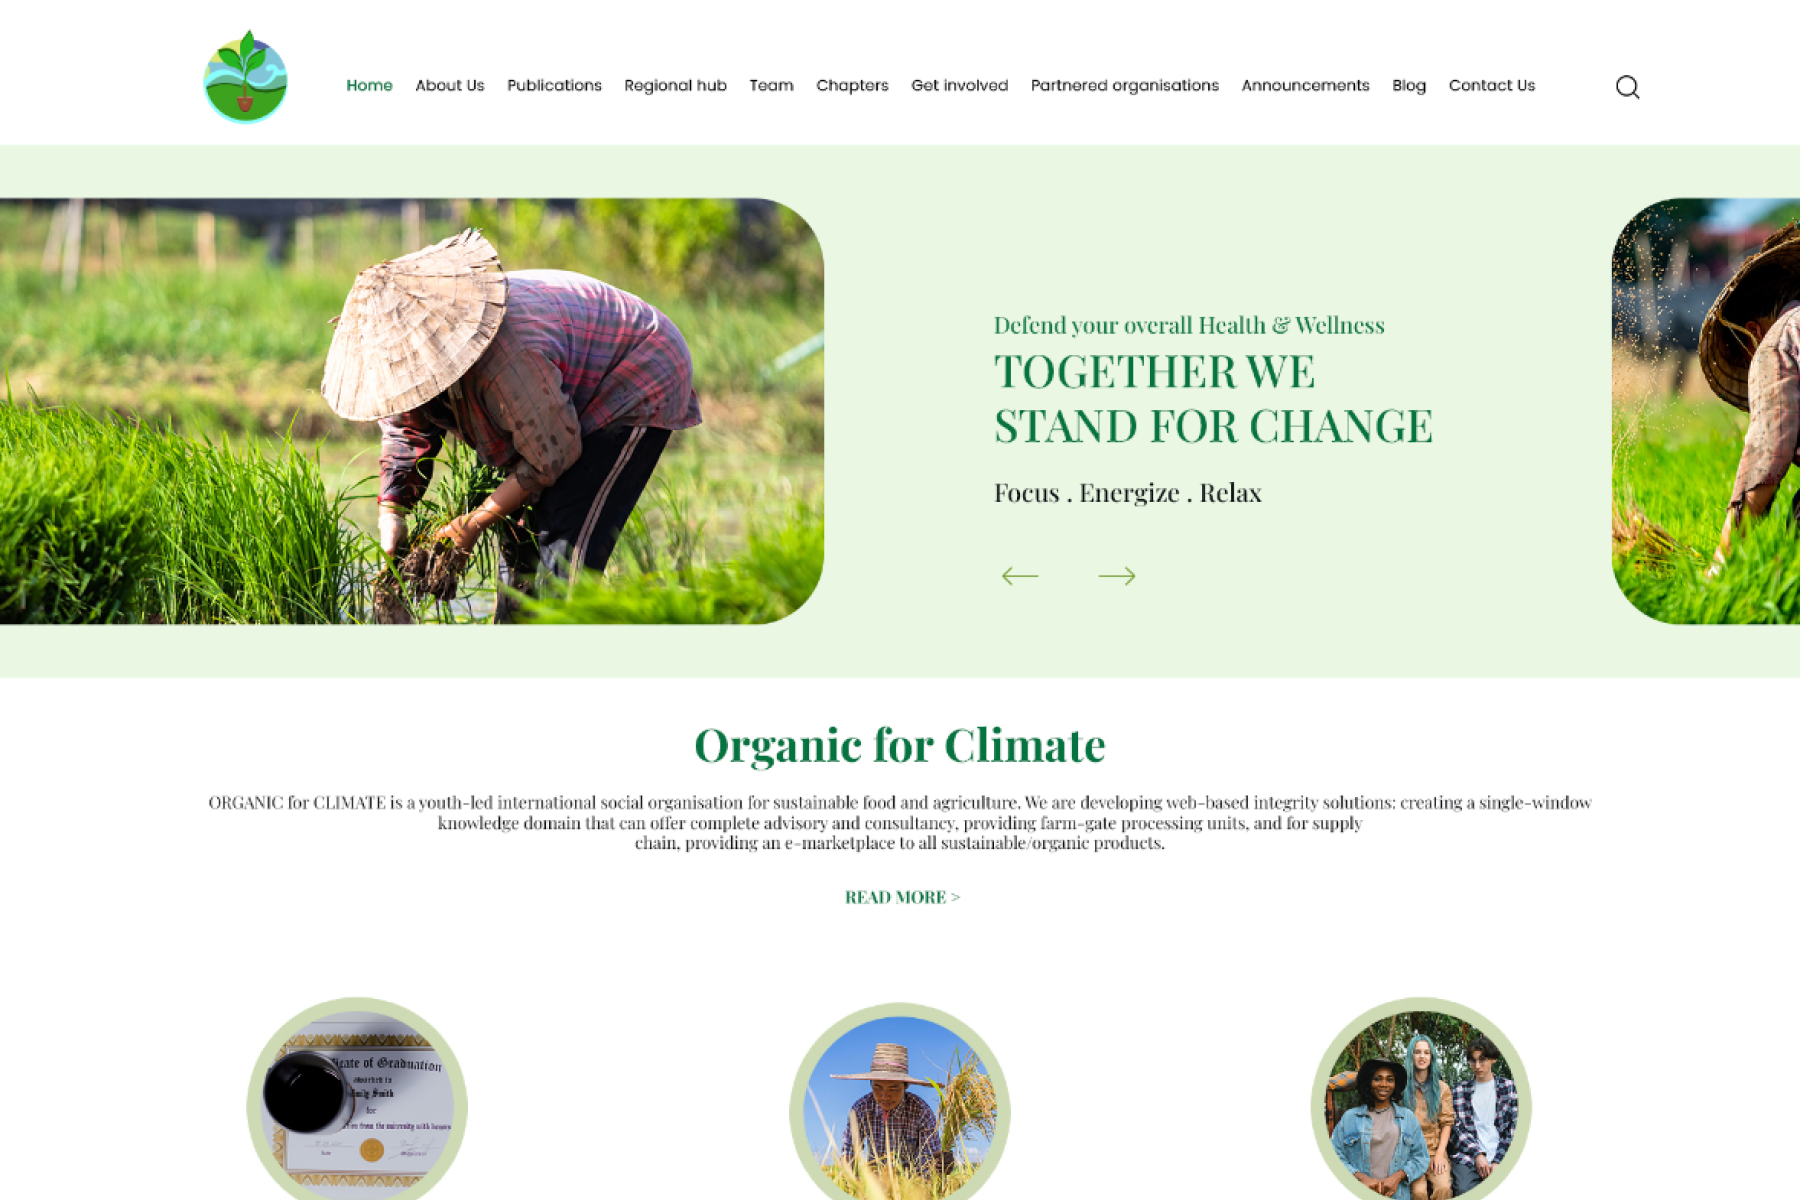 Home About Us Publications Regional hub Team Chapters Get involved Partnered organisations Announcements Blog Contact Us
Defend your overall Health & Wellness
TOGETHER WE
STAND FOR CHANGE
Focus . Energize . Relax
Organic for Climate
ORGANIC for CLIMATE is a youth-led international social organisation for sustainable food and agriculture. We are developing web-based integrity solutions: creating a single-window
knowledge domain that can offer complete advisory and consultancy, providing farm-gate processing units, and for supply
chain, providing an e-marketplace to all sustainable/organic products.
READ MORE >
of Graduation
awarded to
Smith
for
from the university with honors